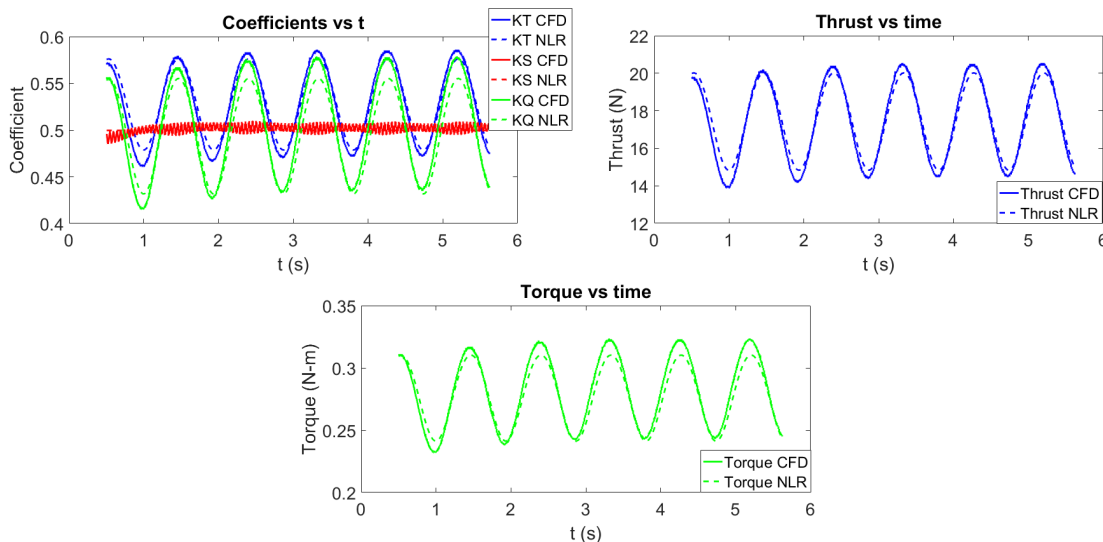 Coefficients vs t
Coefficient
0.6
0.55
0.5
0.45
0.4
0
1
2
3
4
5
6
t (s)
KT CFD
KT NLR
KS CFD
KS NLR
KQ CFD
KQ NLR
Thrust vs time
Thrust (N)
22
20
18
16
14
12
0
1
2
3
4
5
6
t (s)
Thrust CFD
Thrust NLR
Torque vs time
Torque (N-m)
0.35
0.3
0.25
0.2
0
1
2
3
4
5
6
t (s)
Torque CFD
Torque NLR